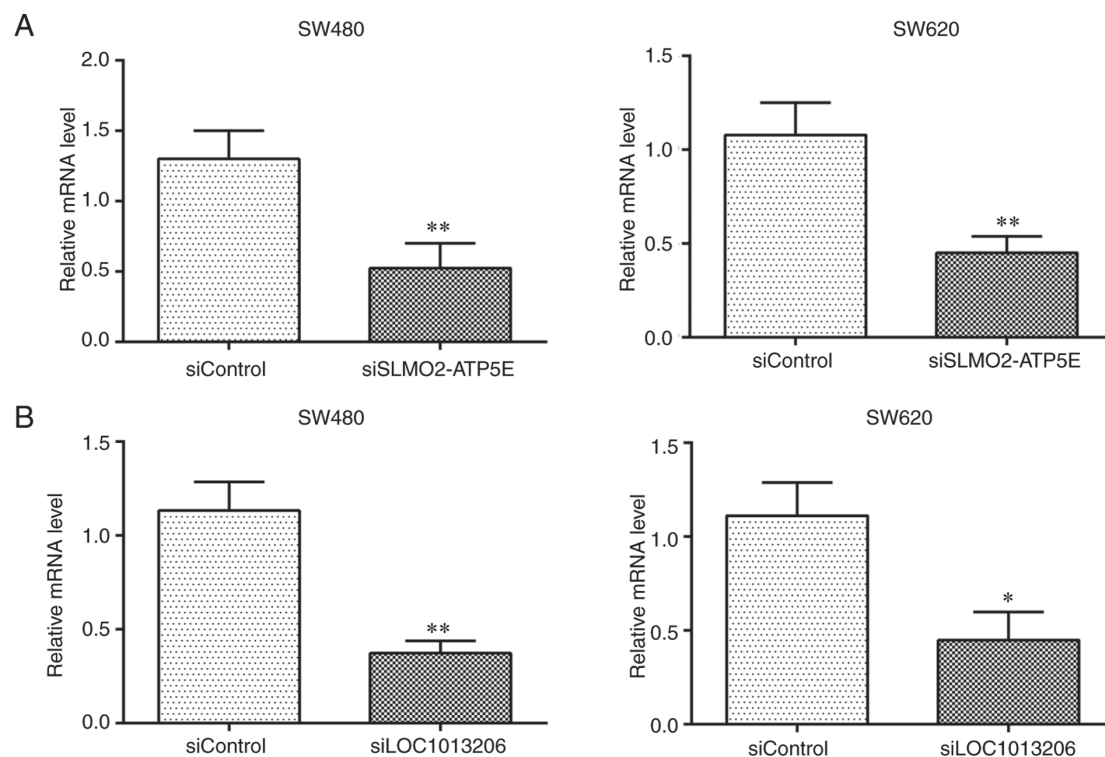 A
SW480
Relative mRNA level
2.0
1.5
1.0
0.5
0.0
**
siControl
siSLMO2-ATP5E
SW620
Relative mRNA level
1.5
1.0
0.5
0.0
**
siControl
siSLMO2-ATP5E
B
SW480
Relative mRNA level
1.5
1.0
0.5
0.0
**
siControl
siLOC1013206
SW620
Relative mRNA level
1.5
1.0
0.5
0.0
*
siControl
siLOC1013206